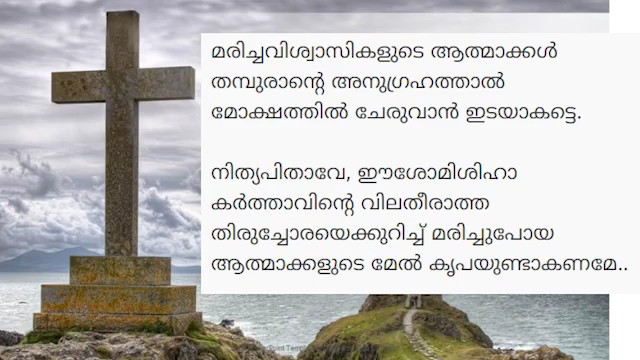 മരിച്ചവിശ്വാസികളുടെ ആത്മാക്കൾ
തമ്പുരാന്റെ അനുഗ്രഹത്താൽ
മോക്ഷത്തിൽ ചേരുവാൻ ഇടയാകട്ടെ.
നിത്യപിതാവേ, ഈശോമിശിഹാ
കർത്താവിന്റെ വിലതീരാത്ത
തിരുച്ചോരയെക്കുറിച്ച് മരിച്ചുപോയ
ആത്മാക്കളുടെ മേൽ കൃപയുണ്ടാകണമേ..